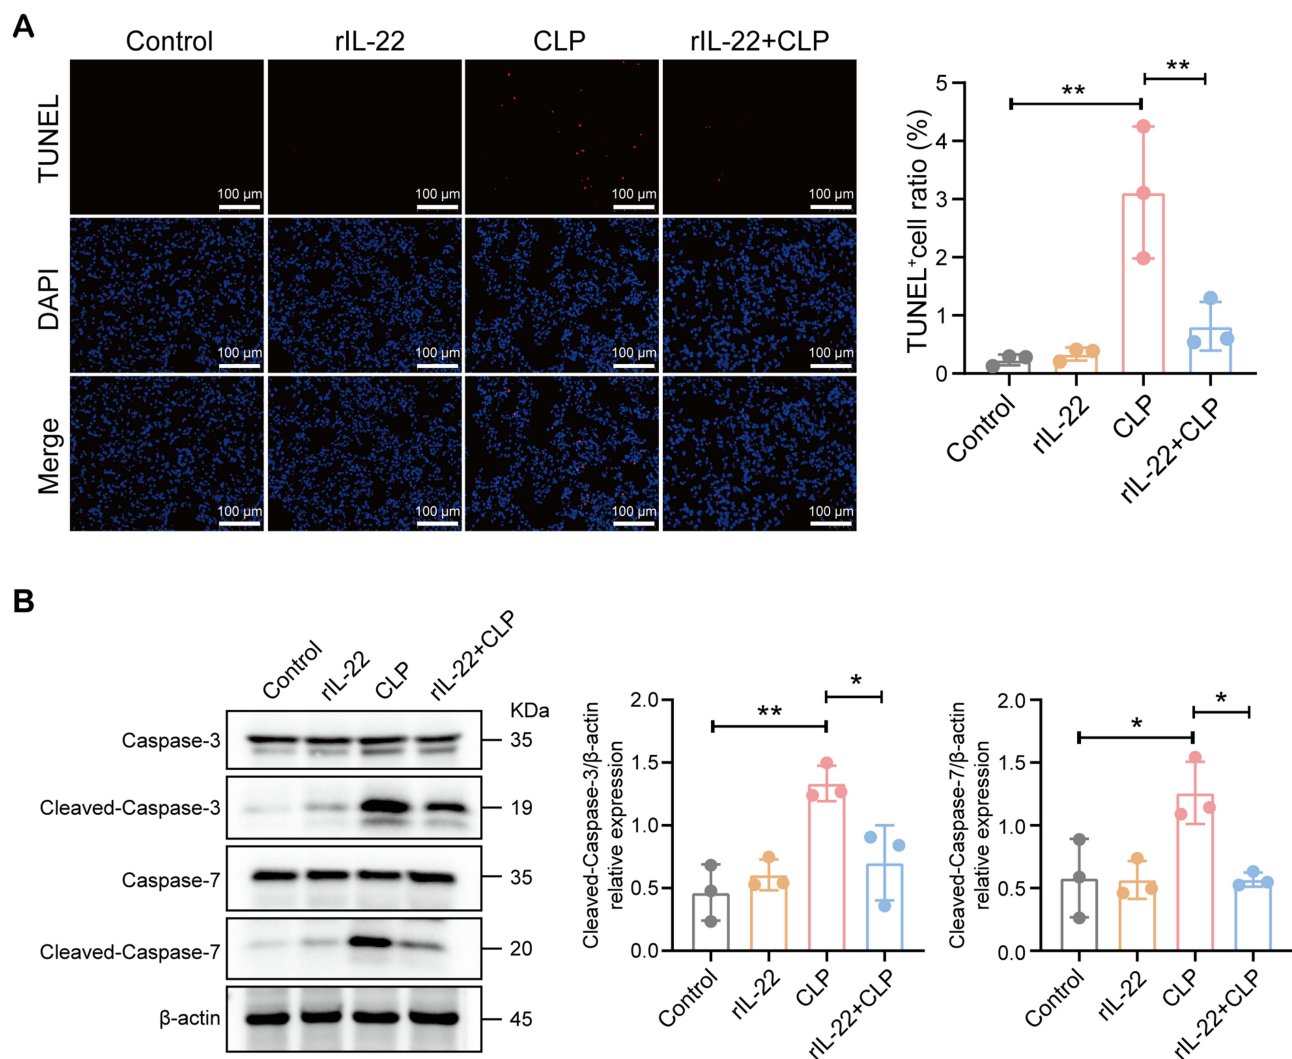 A
Control rIL-22 CLP rIL-22+CLP
TUNEL
100 μm 100 μm 100 μm 100 μm
DAPI
100 μm 100 μm 100 μm 100 μm
Merge
100 μm 100 μm 100 μm 100 μm
TUNEL⁺cell ratio (%)
5
4
3
2
1
0
** **
Control rIL-22 CLP rIL-22+CLP
B
Control rIL-22 CLP rIL-22+CLP
KDa
Caspase-3 35
Cleaved-Caspase-3 19
Caspase-7 35
Cleaved-Caspase-7 20
β-actin 45
Cleaved-Caspase-3/β-actin
relative expression
2.0
1.5
1.0
0.5
0.0
** *
Control rIL-22 CLP rIL-22+CLP
Cleaved-Caspase-7/β-actin
relative expression
2.0
1.5
1.0
0.5
0.0
* *
Control rIL-22 CLP rIL-22+CLP